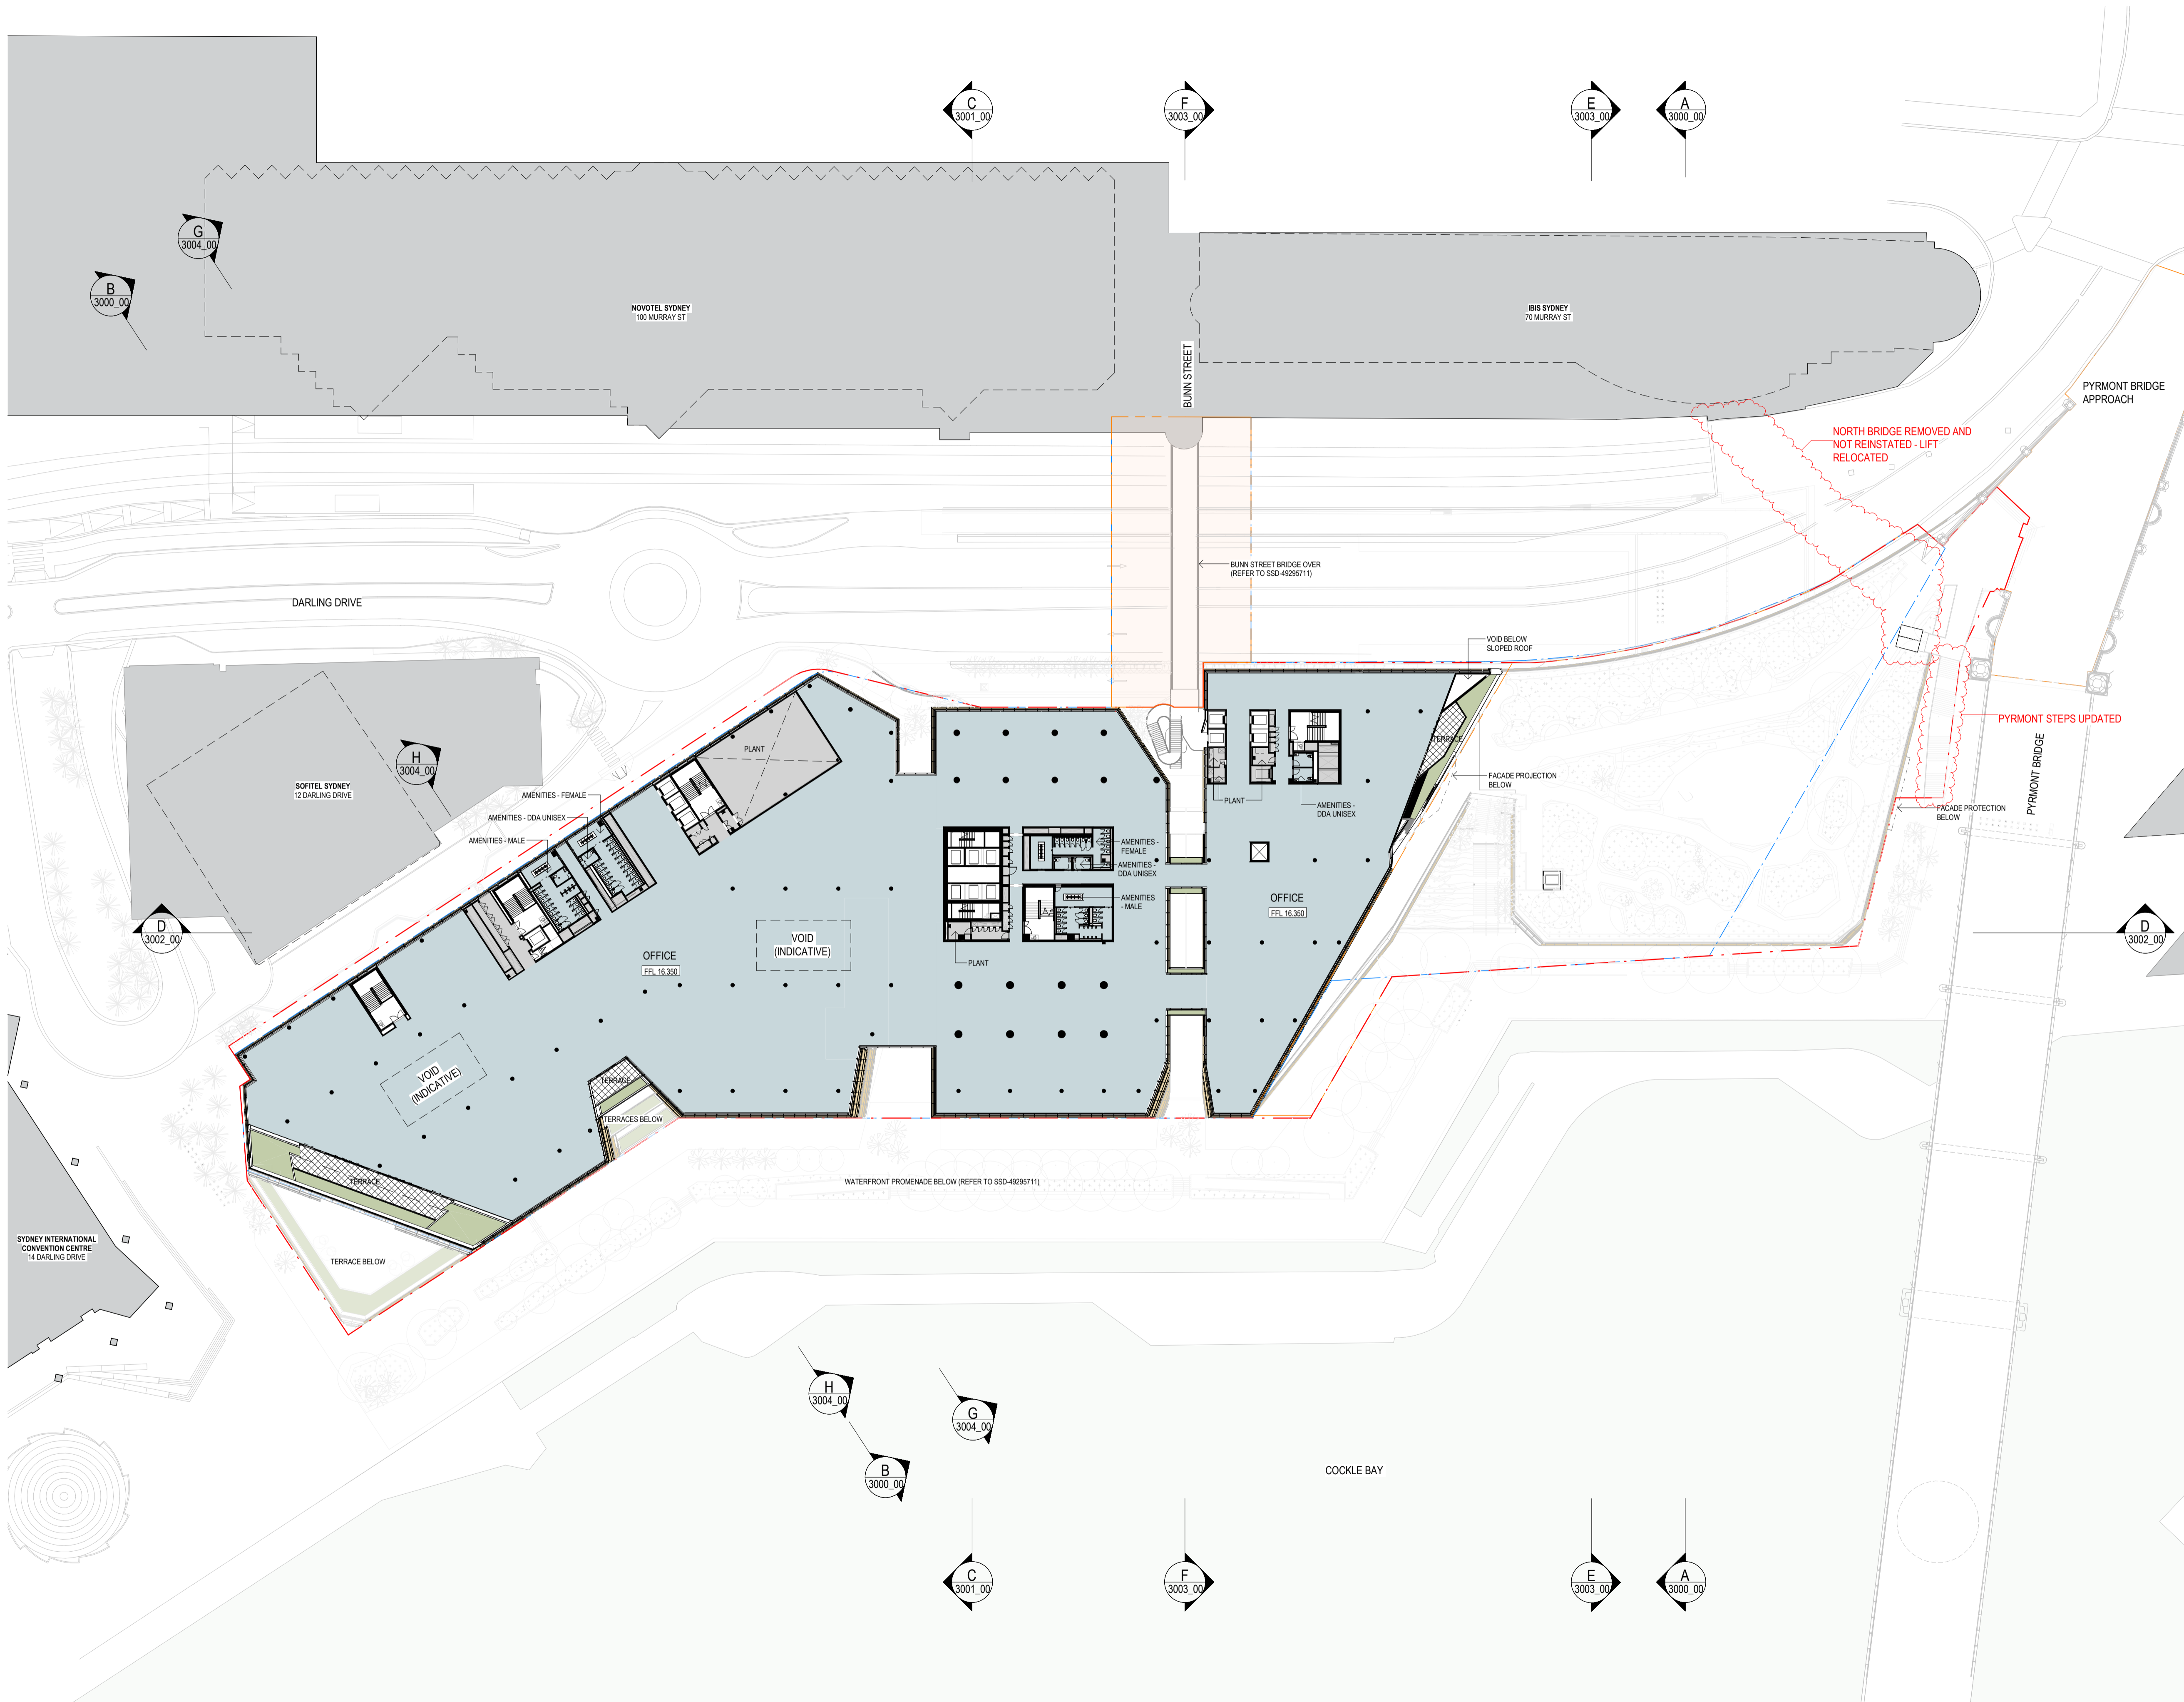 C
3001_00
F
3003_00
E
3003_00
A
3000_00
G
3004_00
B
3000_00
NOVOTEL SYDNEY
100 MURRAY ST
IBIS SYDNEY
70 MURRAY ST
BUNN STREET
PYRMONT BRIDGE
APPROACH
NORTH BRIDGE REMOVED AND
NOT REINSTATED - LIFT
RELOCATED
BUNN STREET BRIDGE OVER
(REFER TO SSD-49295711)
DARLING DRIVE
VOID BELOW
SLOPED ROOF
PYRMONT STEPS UPDATED
PYRMONT BRIDGE
TERRACE
PLANT
H
3004_00
SOFITEL SYDNEY
12 DARLING DRIVE
AMENITIES - FEMALE
AMENITIES - DDA UNISEX
AMENITIES - MALE
FACADE PROJECTION
BELOW
PLANT
AMENITIES -
DDA UNISEX
FACADE PROTECTION
BELOW
AMENITIES -
FEMALE
AMENITIES -
DDA UNISEX
AMENITIES
- MALE
OFFICE
FFL 16.350
D
3002_00
D
3002_00
VOID
(INDICATIVE)
OFFICE
FFL 16.350
PLANT
VOID
(INDICATIVE)
TERRACE
TERRACES BELOW
TERRACE
WATERFRONT PROMENADE BELOW (REFER TO SSD-49295711)
SYDNEY INTERNATIONAL
CONVENTION CENTRE
14 DARLING DRIVE
TERRACE BELOW
H
3004_00
G
3004_00
B
3000_00
COCKLE BAY
C
3001_00
F
3003_00
E
3003_00
A
3000_00